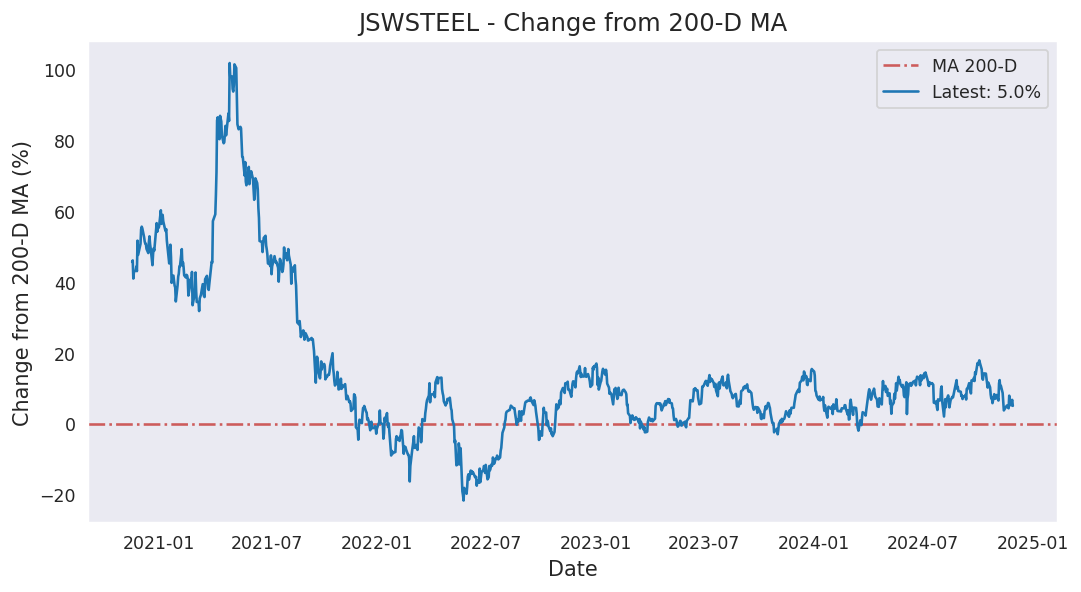 JSWSTEEL - Change from 200-D MA
MA 200-D
Latest: 5.0%
Change from 200-D MA (%)
100
80
60
40
20
0
−20
2021-01 2021-07 2022-01 2022-07 2023-01 2023-07 2024-01 2024-07 2025-01
Date